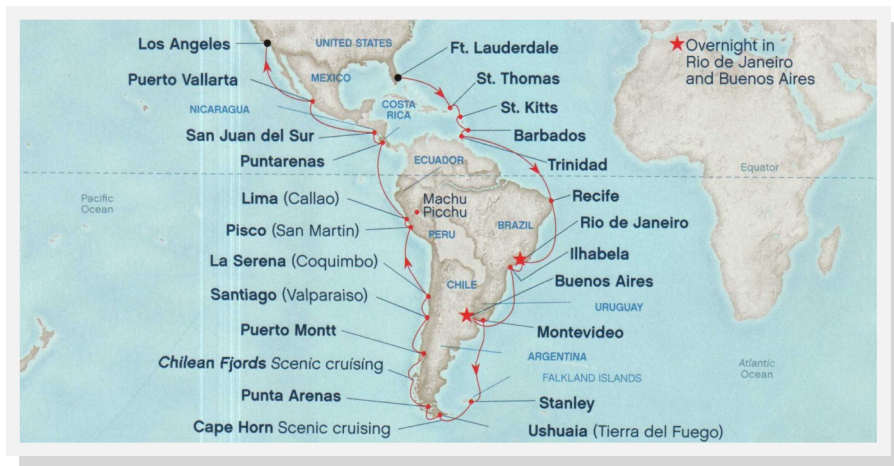 Los Angeles
UNITED STATES
Ft. Lauderdale
Overnight in
Rio de Janeiro
and Buenos Aires
Puerto Vallarta
MEXICO
St. Thomas
NICARAGUA
COSTA
RICA
St. Kitts
San Juan del Sur
Barbados
Puntarenas
ECUADOR
Trinidad
Equator
Pacific
Ocean
Lima (Callao)
Machu
Picchu
Recife
Pisco (San Martin)
PERU
BRAZIL
Rio de Janeiro
La Serena (Coquimbo)
Ilhabela
CHILE
Buenos Aires
Santiago (Valparaiso)
URUGUAY
Puerto Montt
Montevideo
Chilean Fjords Scenic cruising
ARGENTINA
Atlantic
Ocean
FALKLAND ISLANDS
Punta Arenas
Stanley
Cape Horn Scenic cruising
Ushuaia (Tierra del Fuego)